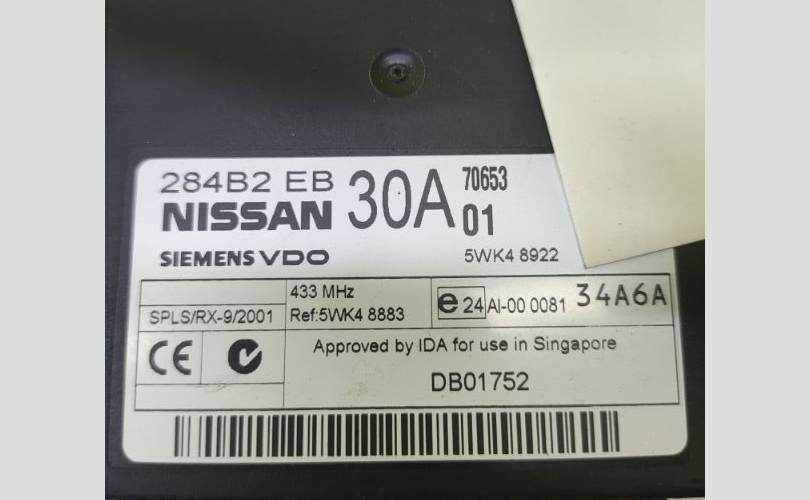 284B2 EB 30A 70653
NISSAN 01
SIEMENS VDO 5WK4 8922
433 MHz
SPLS/RX-9/2001 Ref:5WK4 8883 e 24 AI-00 0081 34A6A
CE Approved by IDA for use in Singapore
DB01752